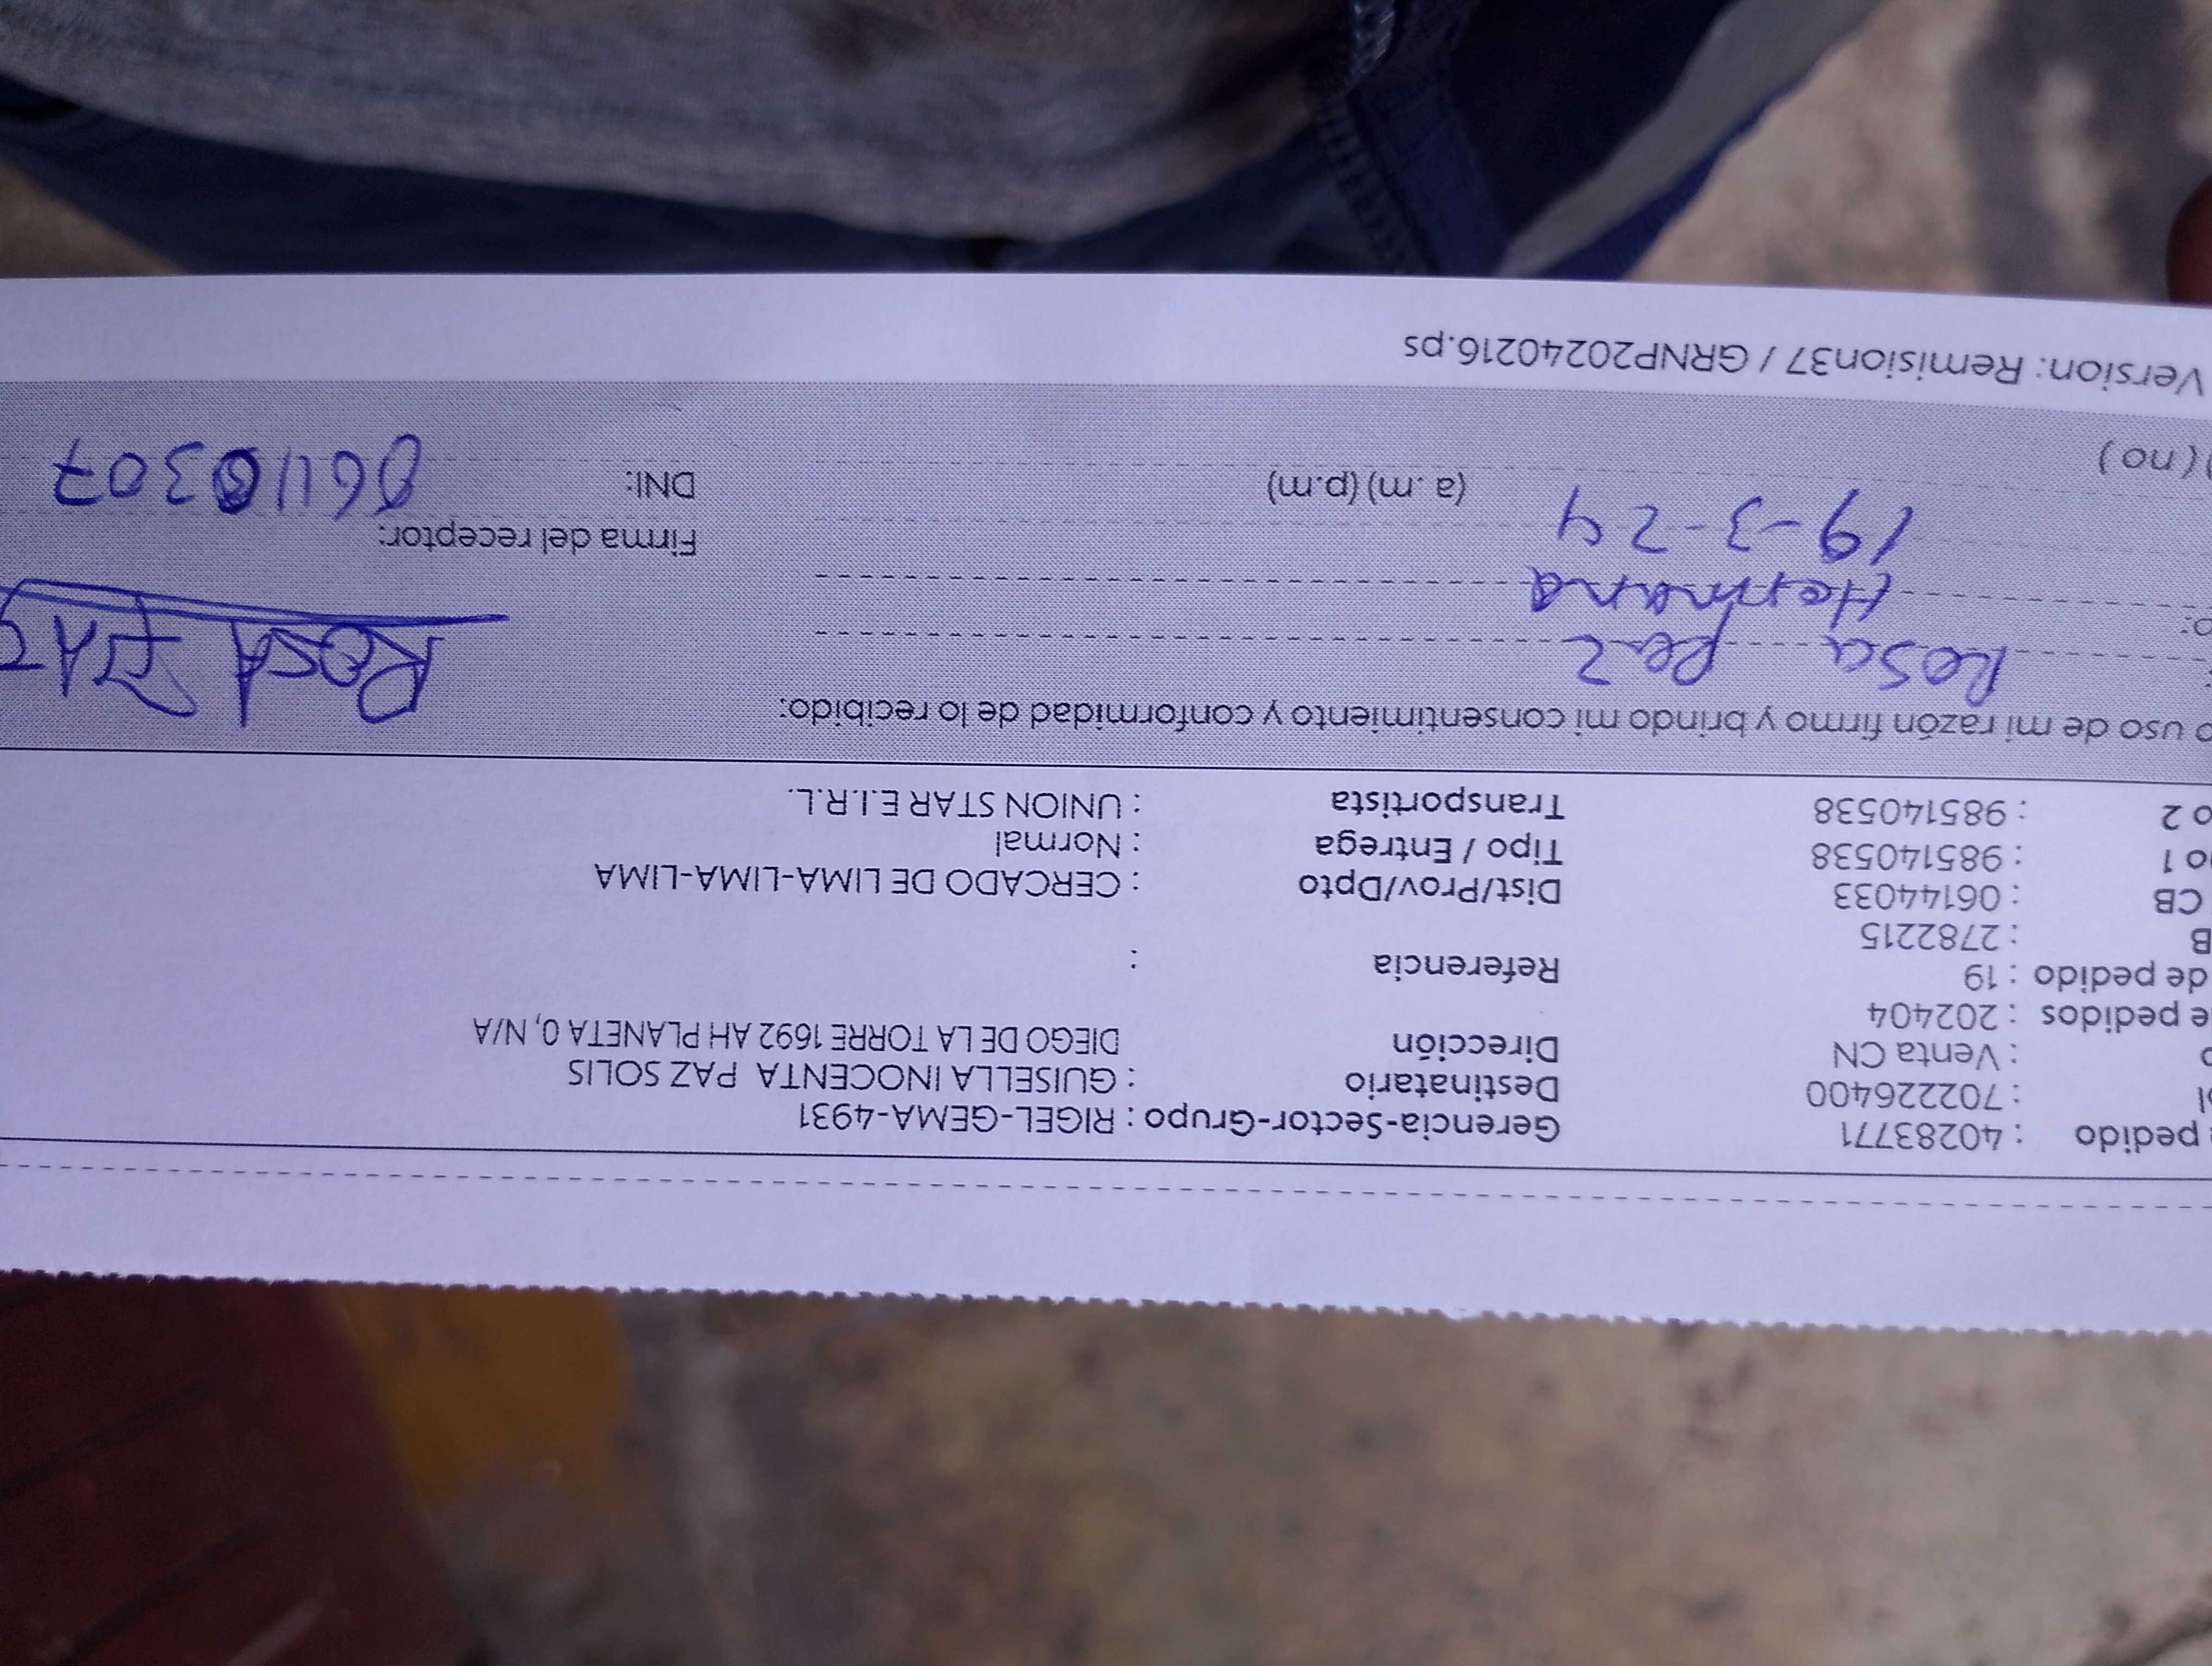 pedido : 40283771 Gerencia-Sector-Grupo : RIGEL-GEMA-4931
: 702226400 Destinatario : GUISELLA INOCENTA PAZ SOLIS
: Venta CN Dirección DIEGO DE LA TORRE 1692 AH PLANETA 0, N/A
e pedidos : 202404
de pedido : 19 Referencia :
B : 2782215
CB : 06144033 Dist/Prov/Dpto : CERCADO DE LIMA-LIMA-LIMA
o 1 : 985140538 Tipo / Entrega : Normal
o 2 : 985140538 Transportista : UNION STAR E.I.R.L.
o uso de mi razón firmo y brindo mi consentimiento y conformidad de lo recibido:
Rosa Paz ROSA PAZ
Hermana
19-3-24 Firma del receptor:
( no ) (a .m) (p.m) DNI: 06110307
Version: Remision37 / GRNP20240216.ps